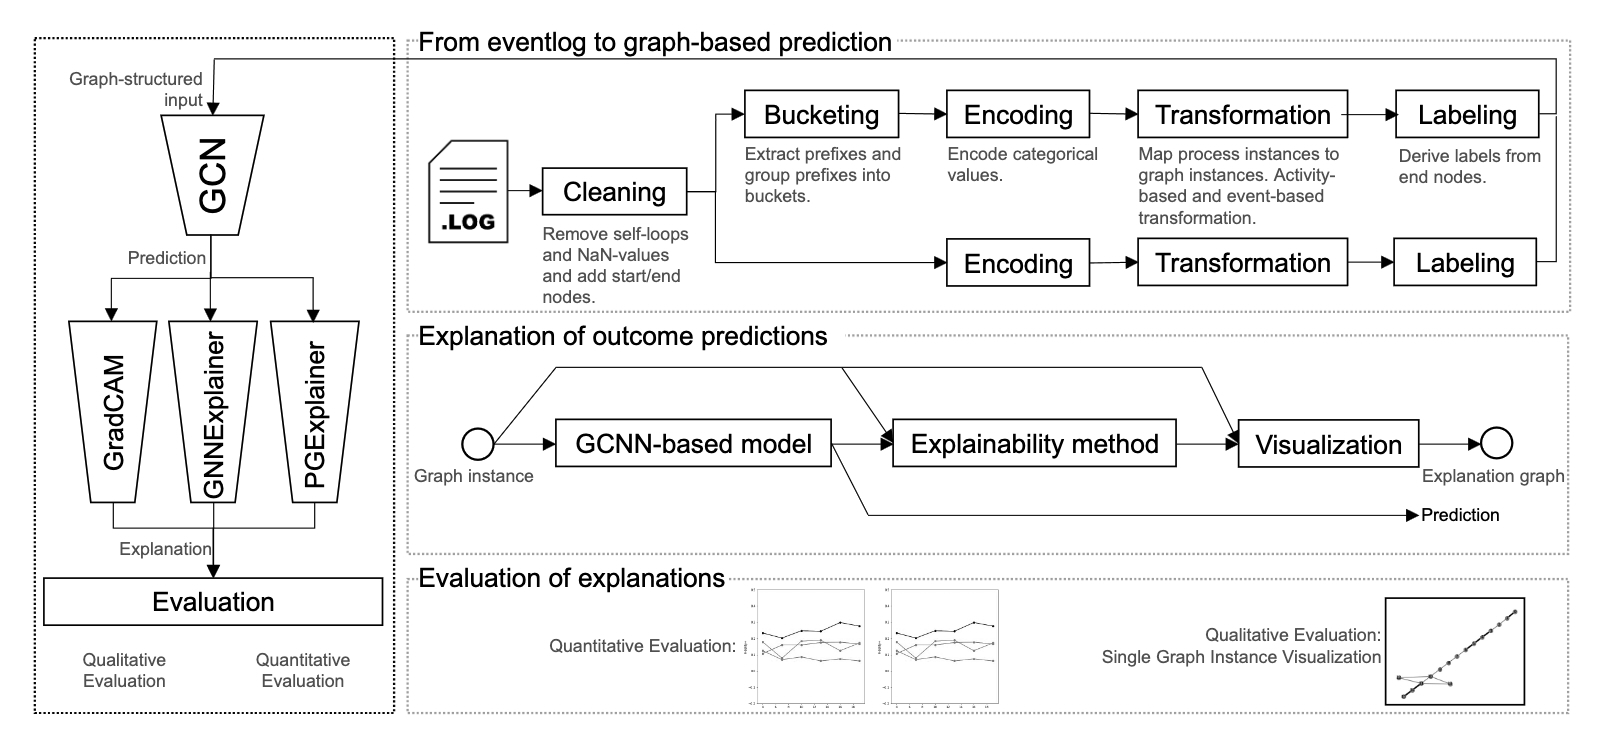 Graph-structured
input
GCN
Prediction
GradCAM
GNNExplainer
PGExplainer
Explanation
Evaluation
Qualitative
Evaluation
Quantitative
Evaluation
From eventlog to graph-based prediction
.LOG
Cleaning
Remove self-loops
and NaN-values
and add start/end
nodes.
Bucketing
Extract prefixes and
group prefixes into
buckets.
Encoding
Encode categorical
values.
Transformation
Map process instances to
graph instances. Activity-
based and event-based
transformation.
Labeling
Derive labels from
end nodes.
Encoding
Transformation
Labeling
Explanation of outcome predictions
Graph instance
GCNN-based model
Explainability method
Visualization
Explanation graph
Prediction
Evaluation of explanations
Quantitative Evaluation:
Qualitative Evaluation:
Single Graph Instance Visualization